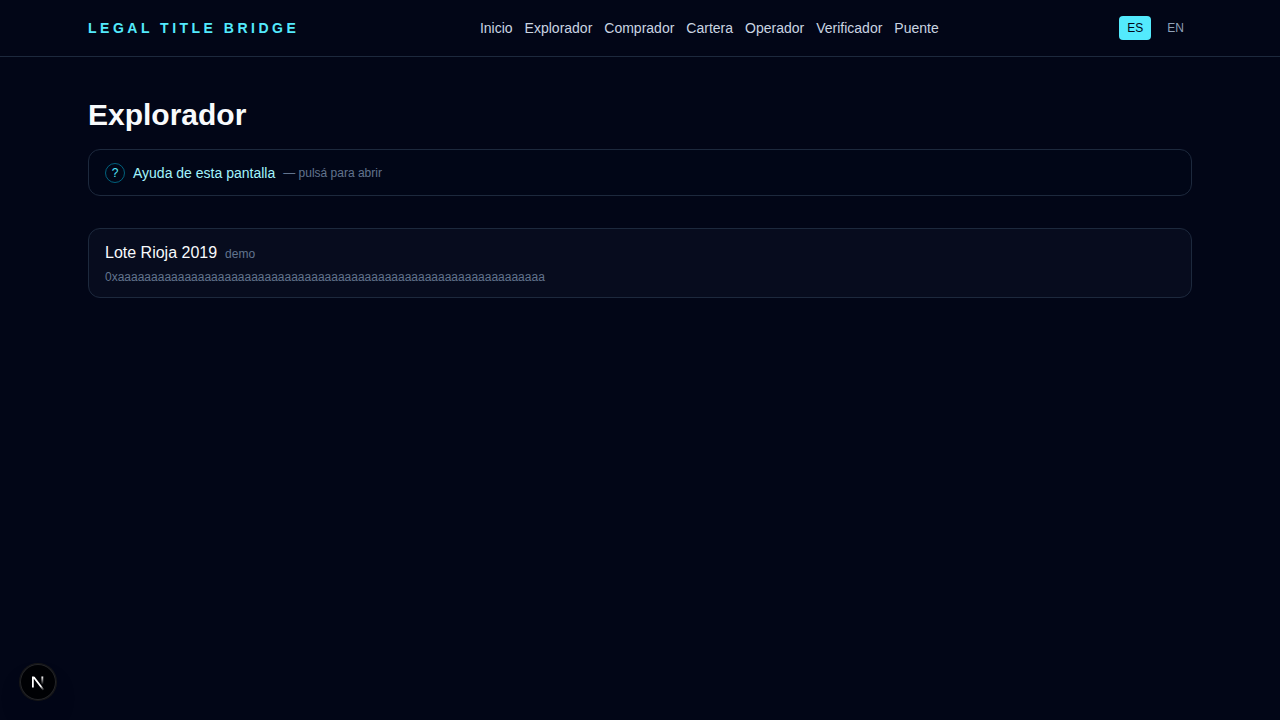 LEGAL TITLE BRIDGE
Inicio Explorador Comprador Cartera Operador Verificador Puente
ES EN
Explorador
? Ayuda de esta pantalla — pulsá para abrir
Lote Rioja 2019 demo
0xaaaaaaaaaaaaaaaaaaaaaaaaaaaaaaaaaaaaaaaaaaaaaaaaaaaaaaaaaaaaaaaa
N